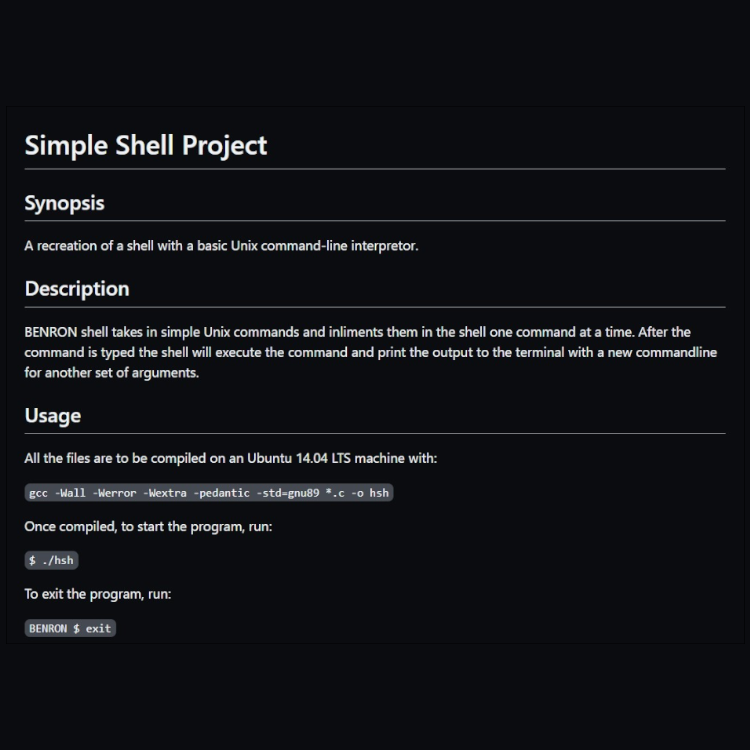 Simple Shell Project
Synopsis
A recreation of a shell with a basic Unix command-line interpretor.
Description
BENRON shell takes in simple Unix commands and inliments them in the shell one command at a time. After the
command is typed the shell will execute the command and print the output to the terminal with a new commandline
for another set of arguments.
Usage
All the files are to be compiled on an Ubuntu 14.04 LTS machine with:
gcc -Wall -Werror -Wextra -pedantic -std=gnu89 *.c -o hsh
Once compiled, to start the program, run:
$ ./hsh
To exit the program, run:
BENRON $ exit